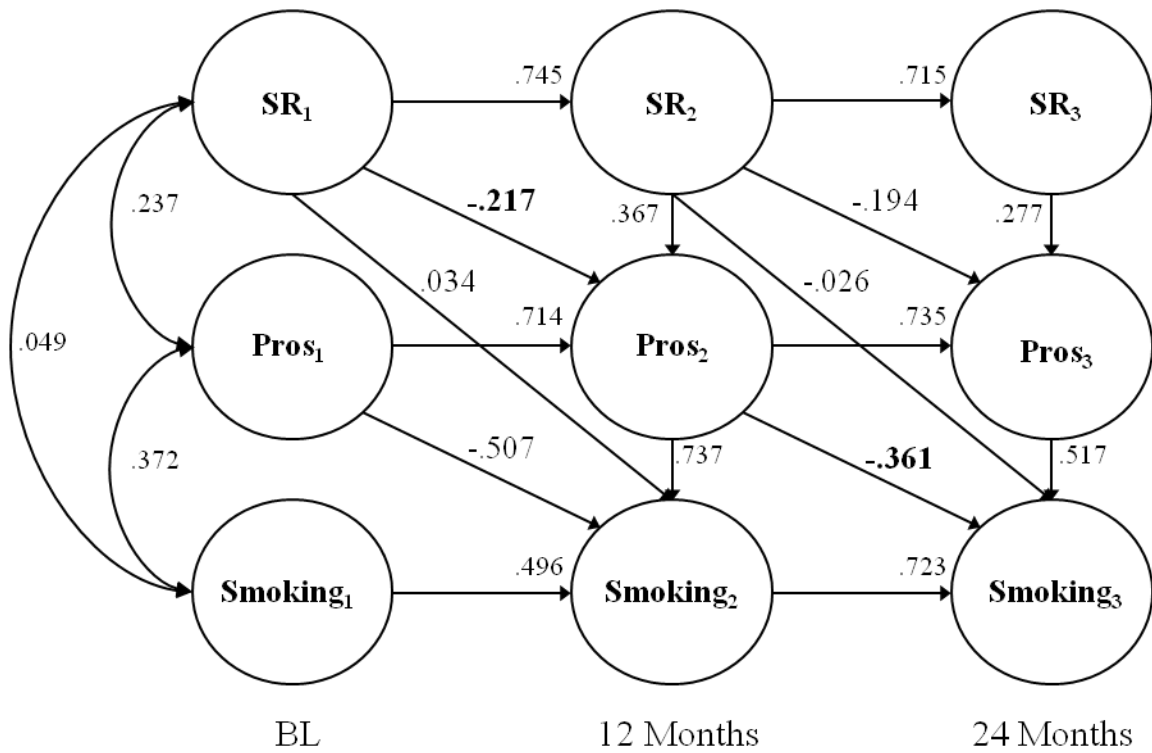 .745
.715
SR₁
SR₂
SR₃
.237
-.217
.367
-.194
.277
.034
-.026
.714
.735
.049
Pros₁
Pros₂
Pros₃
.372
-.507
.737
-.361
.517
.496
.723
Smoking₁
Smoking₂
Smoking₃
BL
12 Months
24 Months